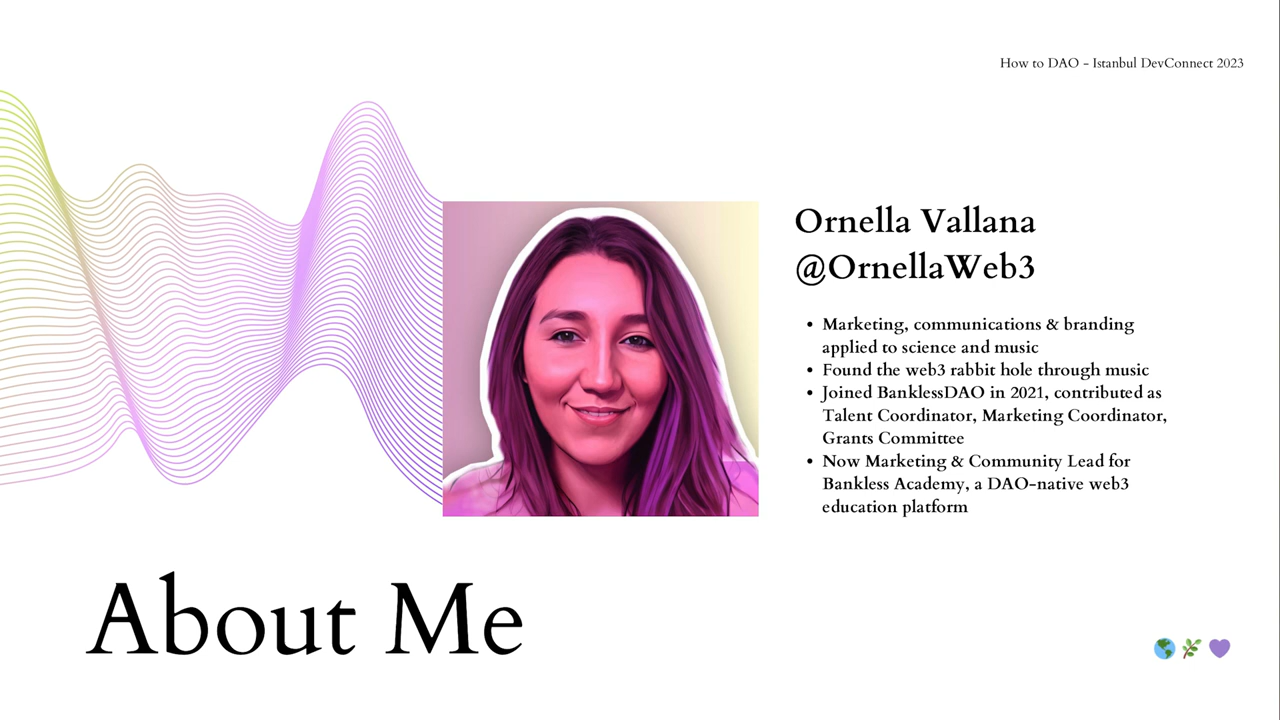 How to DAO - Istanbul DevConnect 2023
Ornella Vallana
@OrnellaWeb3
• Marketing, communications & branding
applied to science and music
• Found the web3 rabbit hole through music
• Joined BanklessDAO in 2021, contributed as
Talent Coordinator, Marketing Coordinator,
Grants Committee
• Now Marketing & Community Lead for
Bankless Academy, a DAO-native web3
education platform
About Me